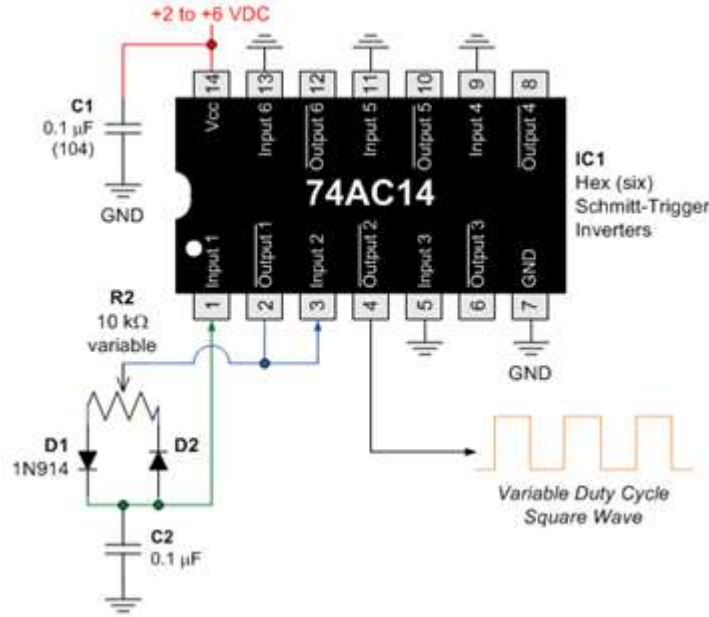 +2 to +6 VDC
C1
0.1 µF
(104)
GND
14
13
12
11
10
9
8
Vcc
Input 6
Output 6
Input 5
Output 5
Input 4
Output 4
74AC14
IC1
Hex (six)
Schmitt-Trigger
Inverters
Input 1
Output 1
Input 2
Output 2
Input 3
Output 3
GND
1
2
3
4
5
6
7
R2
10 kΩ
variable
GND
D1
1N914
D2
C2
0.1 µF
Variable Duty Cycle
Square Wave